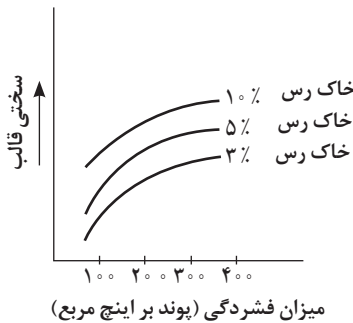 سختی قالب
خاک رس ۱۰٪
خاک رس ۵٪
خاک رس ۳٪
۱۰۰ ۲۰۰ ۳۰۰ ۴۰۰
میزان فشردگی (پوند بر اینچ مربع)